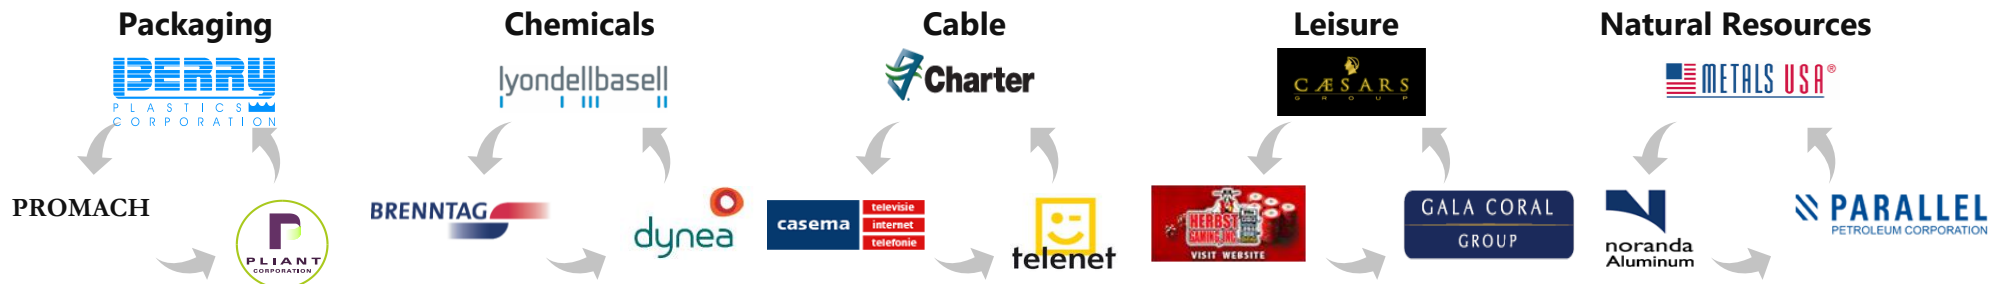 Packaging
BERRY
PLASTICS
CORPORATION
PROMACH
PLIANT
CORPORATION
Chemicals
lyondellbasell
BRENNTAG
dynea
Cable
Charter
casema
televisie
internet
telefonie
telenet
Leisure
CÆSARS
GROUP
HERBST
GAMING, INC.
VISIT WEBSITE
GALA CORAL
GROUP
Natural Resources
METALS USA®
noranda
Aluminum
PARALLEL
PETROLEUM CORPORATION